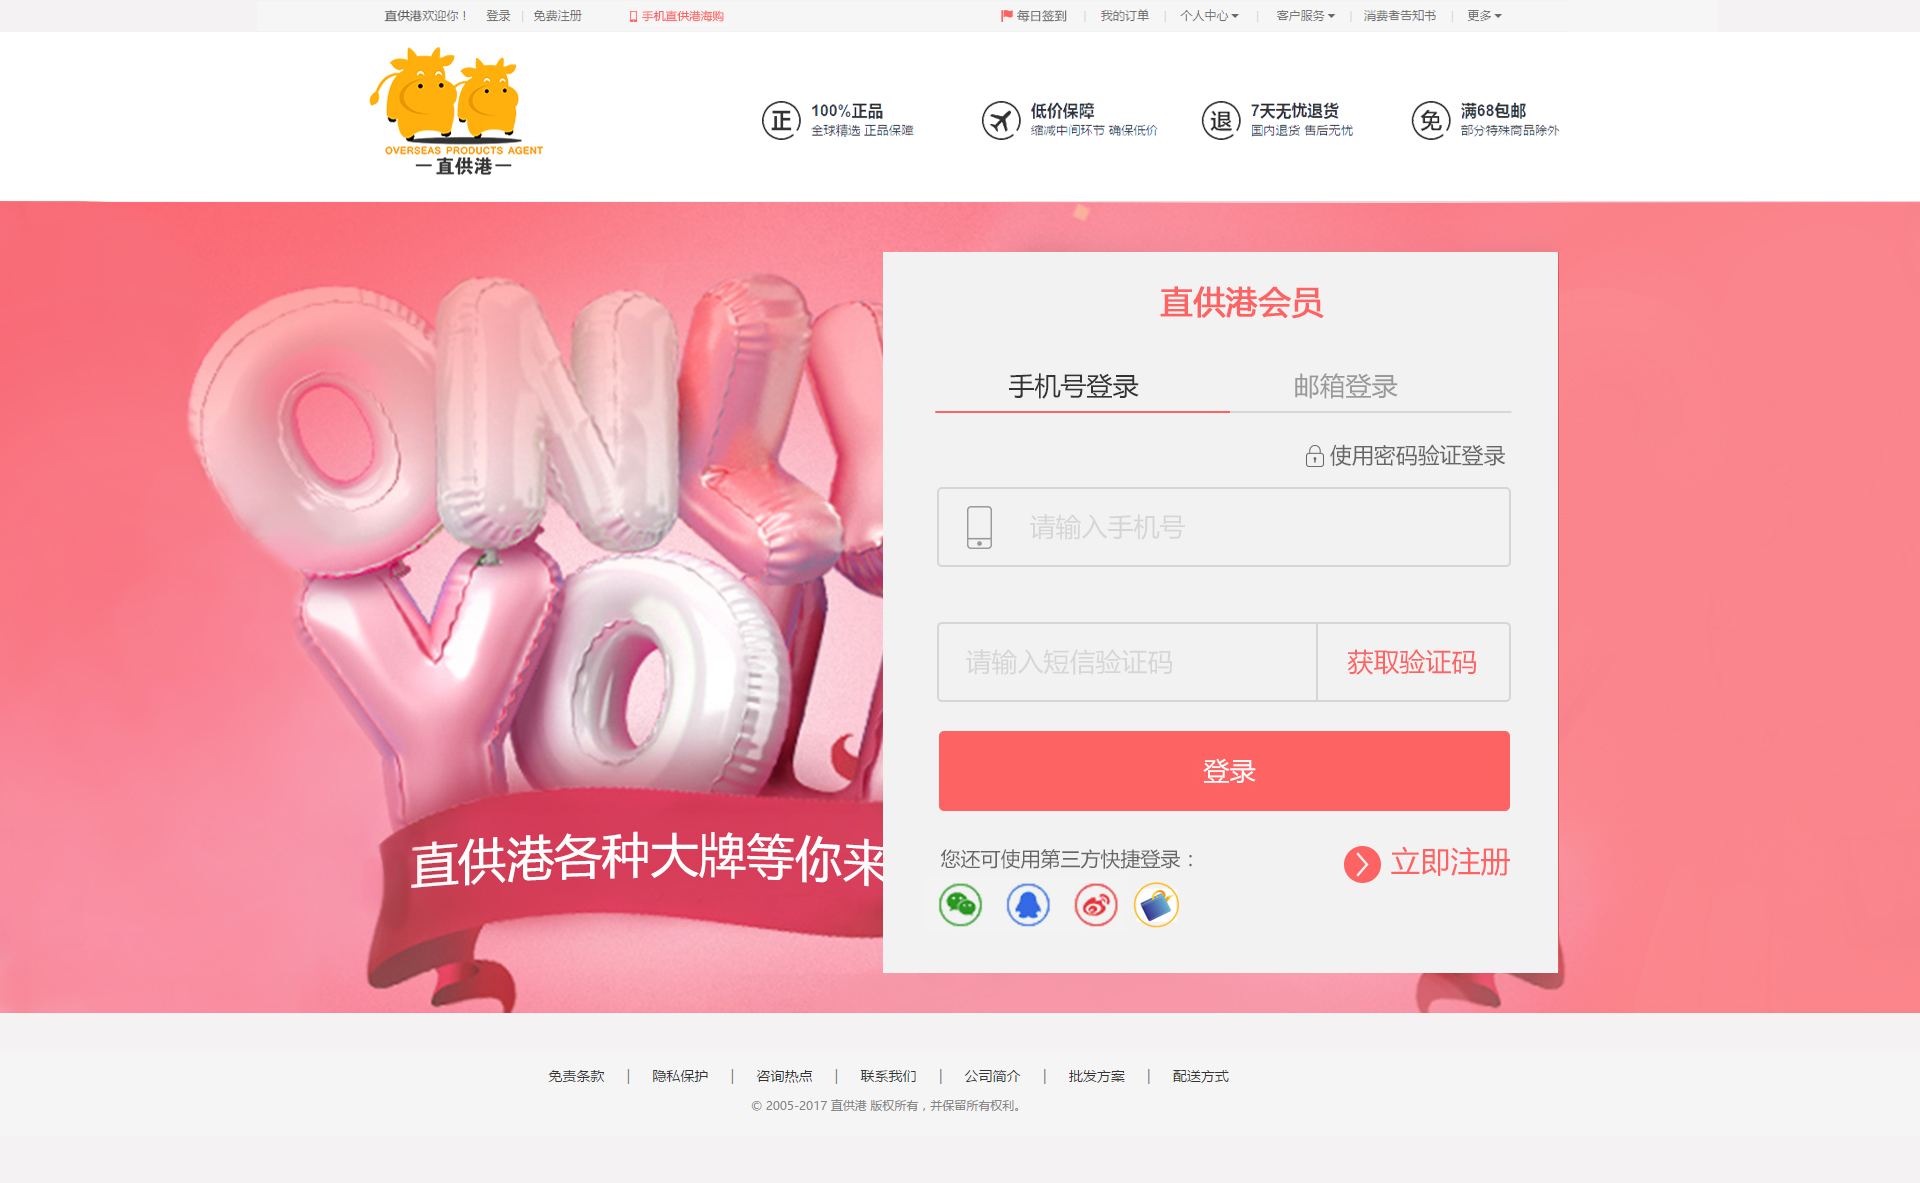 直供港欢迎你！ 登录 | 免费注册 手机直供港海购 每日签到 | 我的订单 | 个人中心 | 客户服务 | 消费者告知书 | 更多
OVERSEAS PRODUCTS AGENT
直供港
正 100%正品
全球精选 正品保障
低价保障
缩减中间环节 确保低价
退 7天无忧退货
国内退货 售后无忧
免 满68包邮
部分特殊商品除外
ONL
YOU
直供港各种大牌等你来
直供港会员
手机号登录 邮箱登录
使用密码验证登录
请输入手机号
请输入短信验证码 获取验证码
登录
您还可使用第三方快捷登录：
立即注册
免责条款 | 隐私保护 | 咨询热点 | 联系我们 | 公司简介 | 批发方案 | 配送方式
© 2005-2017 直供港 版权所有，并保留所有权利。